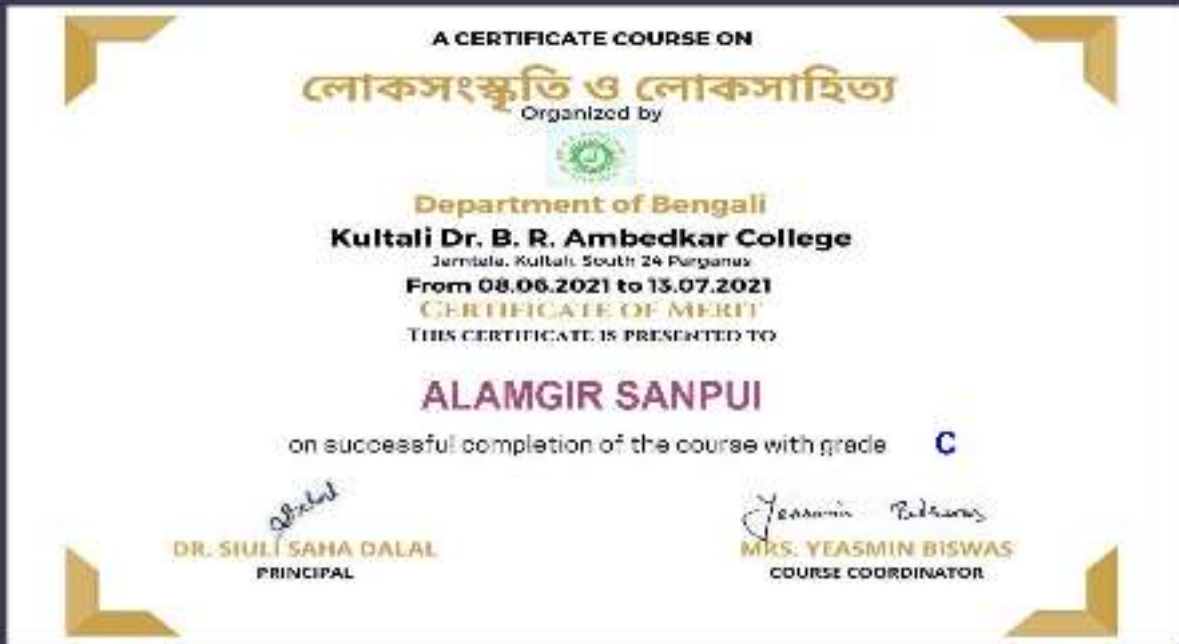 A CERTIFICATE COURSE ON
লোকসংস্কৃতি ও লোকসাহিত্য
Organized by
Department of Bengali
Kultali Dr. B. R. Ambedkar College
Jamtala, Kultali, South 24 Parganas
From 08.06.2021 to 13.07.2021
CERTIFICATE OF MERIT
THIS CERTIFICATE IS PRESENTED TO
ALAMGIR SANPUI
on successful completion of the course with grade C
Yeasmin Biswas
DR. SIULI SAHA DALAL
MRS. YEASMIN BISWAS
PRINCIPAL
COURSE COORDINATOR